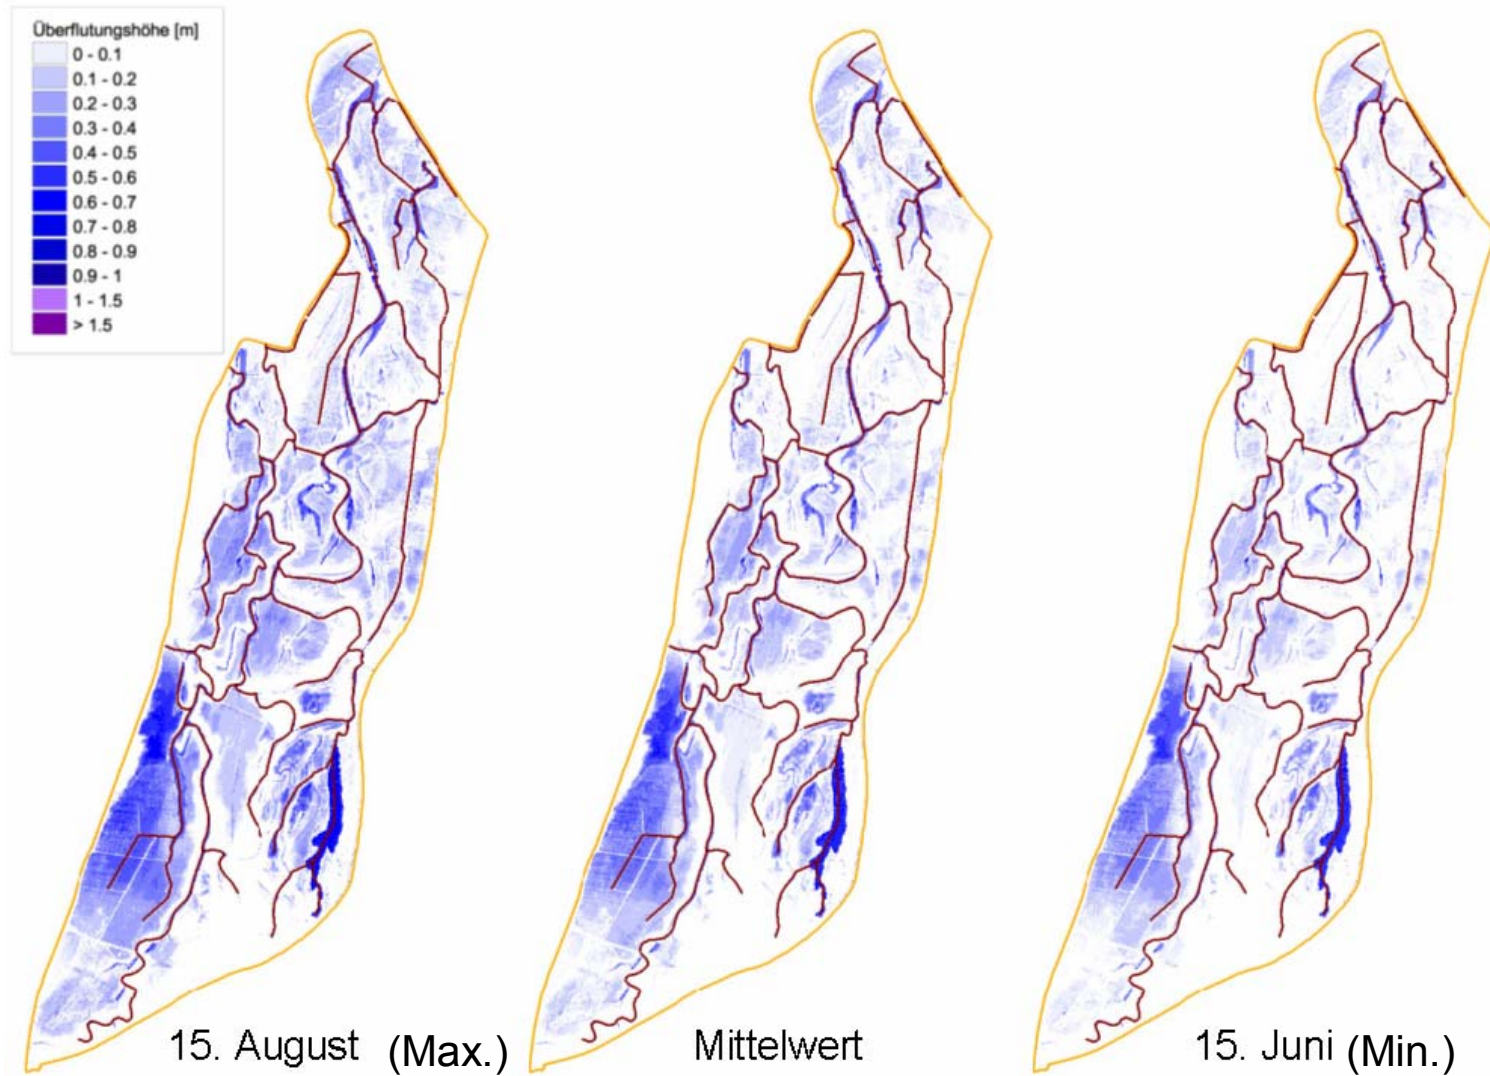 Überflutungshöhe [m]
0 - 0.1
0.1 - 0.2
0.2 - 0.3
0.3 - 0.4
0.4 - 0.5
0.5 - 0.6
0.6 - 0.7
0.7 - 0.8
0.8 - 0.9
0.9 - 1
1 - 1.5
> 1.5
15. August (Max.)
Mittelwert
15. Juni (Min.)